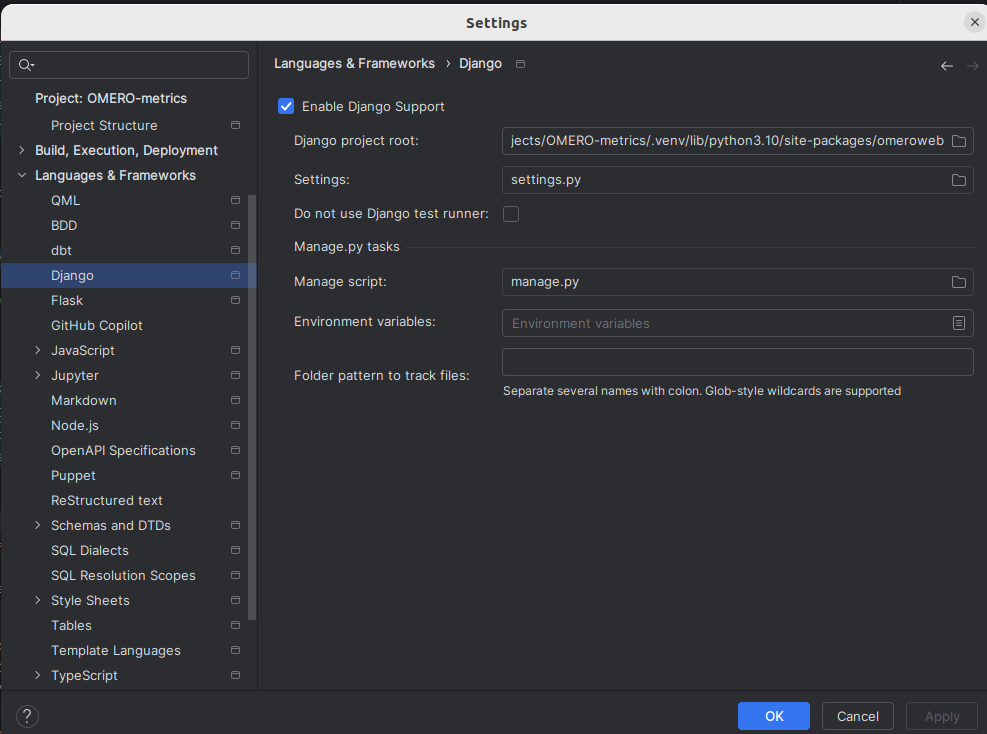 Settings
Project: OMERO-metrics
Project Structure
Build, Execution, Deployment
Languages & Frameworks
QML
BDD
dbt
Django
Flask
GitHub Copilot
JavaScript
Jupyter
Markdown
Node.js
OpenAPI Specifications
Puppet
ReStructured text
Schemas and DTDs
SQL Dialects
SQL Resolution Scopes
Style Sheets
Tables
Template Languages
TypeScript
Languages & Frameworks › Django
Enable Django Support
Django project root: jects/OMERO-metrics/.venv/lib/python3.10/site-packages/omeroweb
Settings: settings.py
Do not use Django test runner:
Manage.py tasks
Manage script: manage.py
Environment variables: Environment variables
Folder pattern to track files:
Separate several names with colon. Glob-style wildcards are supported
?
OK Cancel Apply